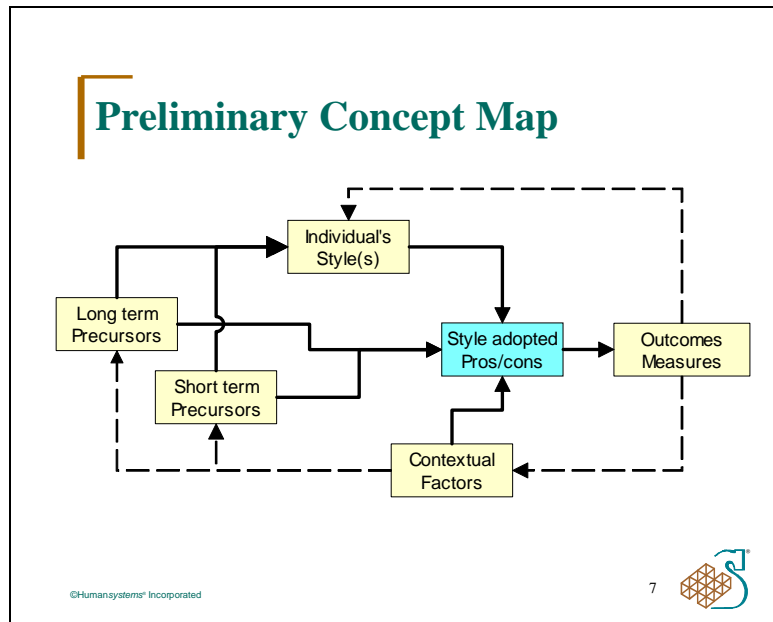 Preliminary Concept Map
Individual's
Style(s)
Long term
Precursors
Short term
Precursors
Style adopted
Pros/cons
Outcomes
Measures
Contextual
Factors
©Humansystems® Incorporated
7
®